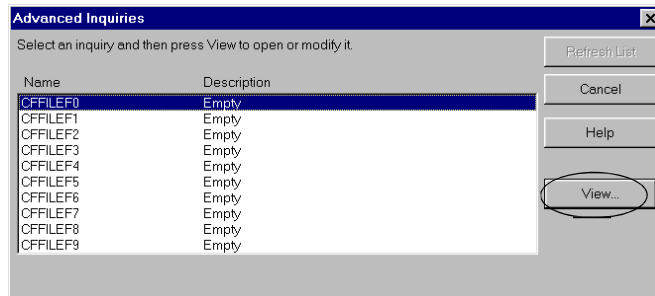 Advanced Inquiries
Select an inquiry and then press View to open or modify it.
Refresh List
Name Description
Cancel
CFFILEF0 Empty
CFFILEF1 Empty
CFFILEF2 Empty
Help
CFFILEF3 Empty
CFFILEF4 Empty
CFFILEF5 Empty
CFFILEF6 Empty
View...
CFFILEF7 Empty
CFFILEF8 Empty
CFFILEF9 Empty